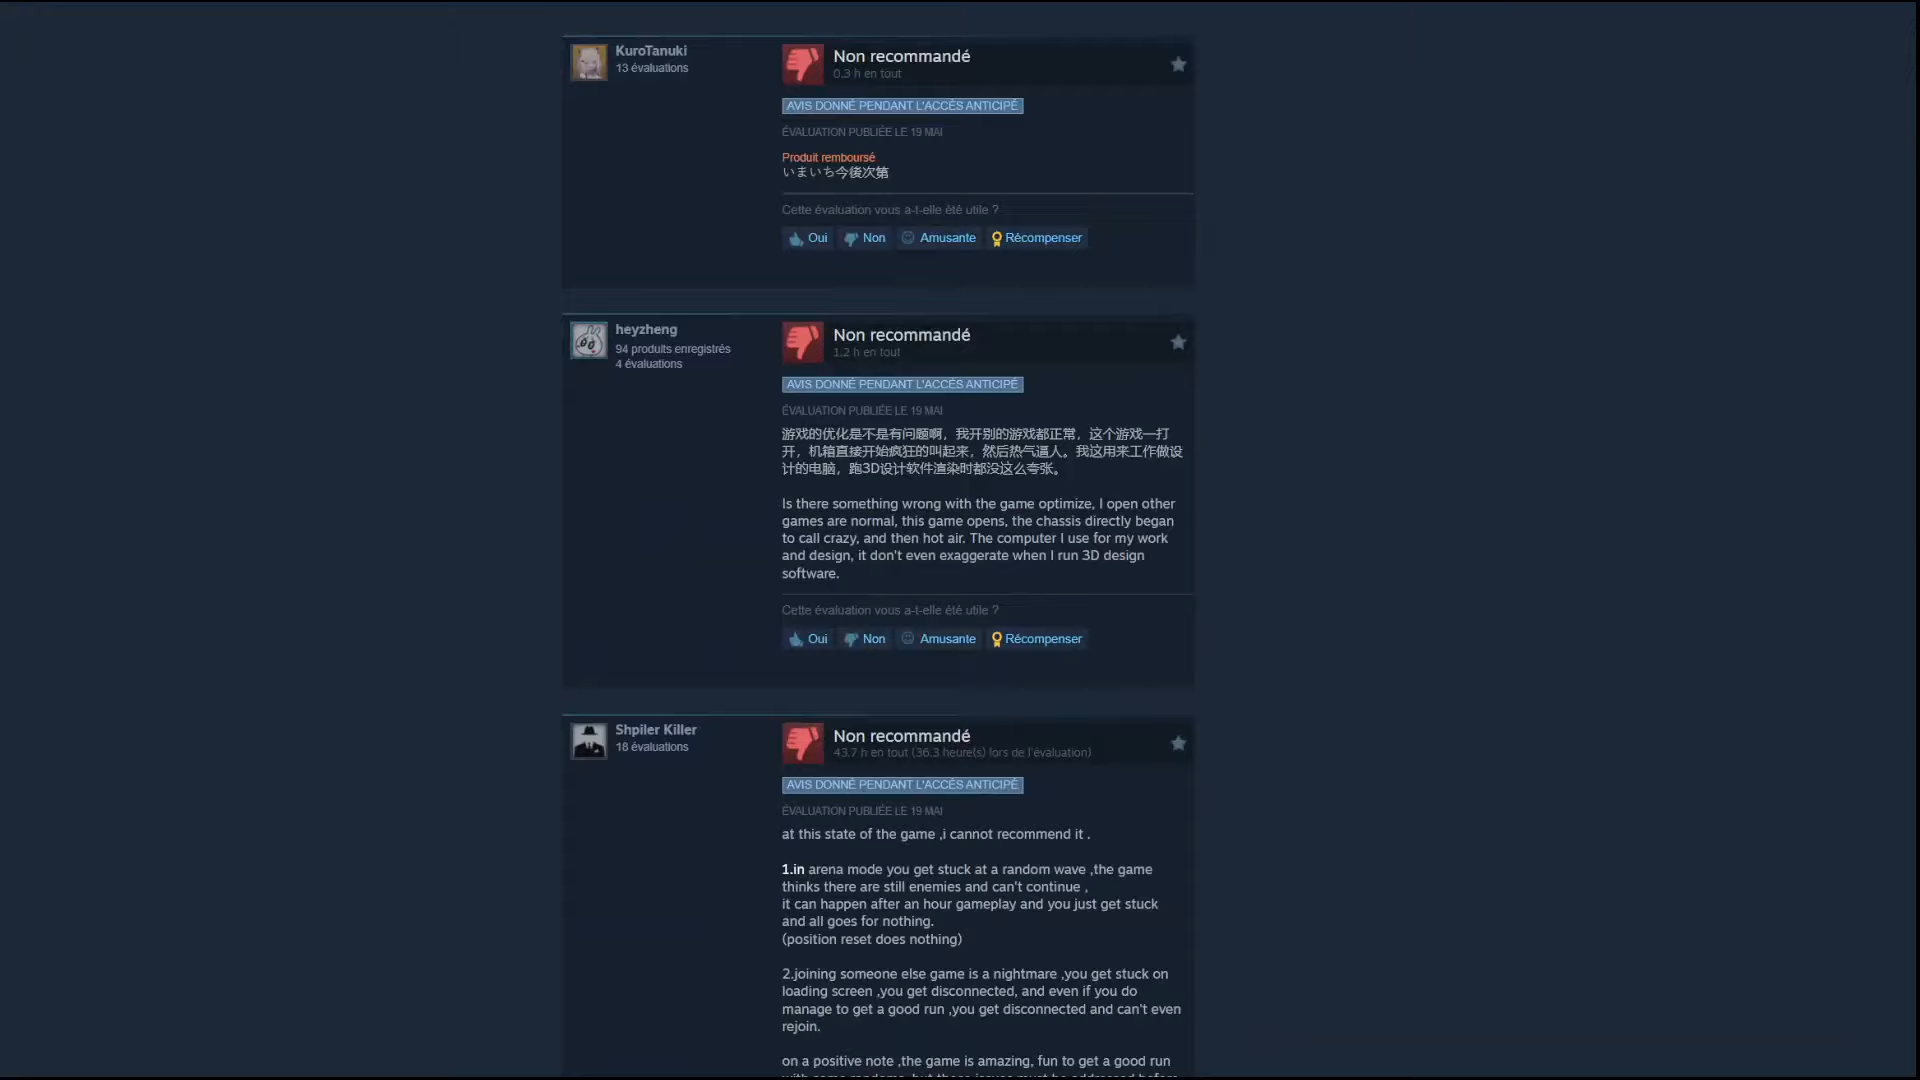 KuroTanuki
13 évaluations
Non recommandé
0.3 h en tout
AVIS DONNÉ PENDANT L'ACCÈS ANTICIPÉ
ÉVALUATION PUBLIÉE LE 19 MAI
Produit remboursé
いまいち今後次第
Cette évaluation vous a-t-elle été utile ?
Oui Non Amusante Récompenser
heyzheng
94 produits enregistrés
4 évaluations
Non recommandé
1.2 h en tout
AVIS DONNÉ PENDANT L'ACCÈS ANTICIPÉ
ÉVALUATION PUBLIÉE LE 19 MAI
游戏的优化是不是有问题啊，我开别的游戏都正常，这个游戏一打
开，机箱直接开始疯狂的叫起来，然后热气逼人。我这用来工作做设
计的电脑，跑3D设计软件渲染时都没这么夸张。
Is there something wrong with the game optimize, I open other
games are normal, this game opens, the chassis directly began
to call crazy, and then hot air. The computer I use for my work
and design, it don't even exaggerate when I run 3D design
software.
Cette évaluation vous a-t-elle été utile ?
Oui Non Amusante Récompenser
Shpiler Killer
18 évaluations
Non recommandé
43.7 h en tout (36.3 heure(s) lors de l'évaluation)
AVIS DONNÉ PENDANT L'ACCÈS ANTICIPÉ
ÉVALUATION PUBLIÉE LE 19 MAI
at this state of the game ,i cannot recommend it .
1.in arena mode you get stuck at a random wave ,the game
thinks there are still enemies and can't continue ,
it can happen after an hour gameplay and you just get stuck
and all goes for nothing.
(position reset does nothing)
2.joining someone else game is a nightmare ,you get stuck on
loading screen ,you get disconnected, and even if you do
manage to get a good run ,you get disconnected and can't even
rejoin.
on a positive note ,the game is amazing, fun to get a good run